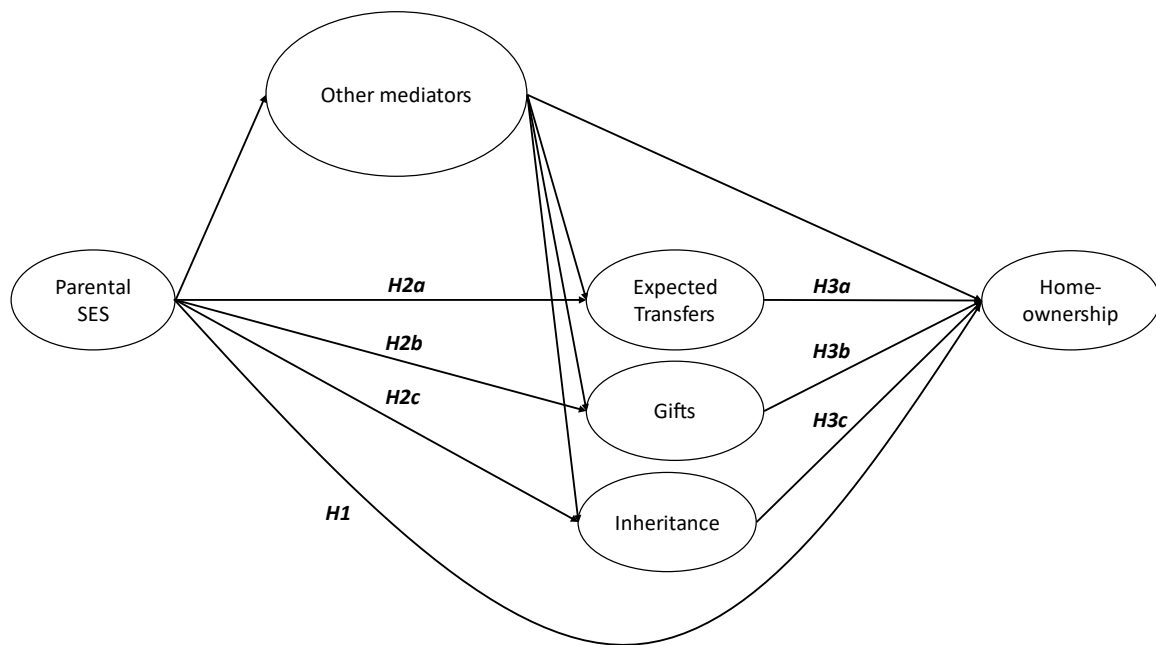 Other mediators
Parental
SES
H2a
Expected
Transfers
H3a
Home-
ownership
H2b
H3b
H2c
Gifts
H3c
H1
Inheritance